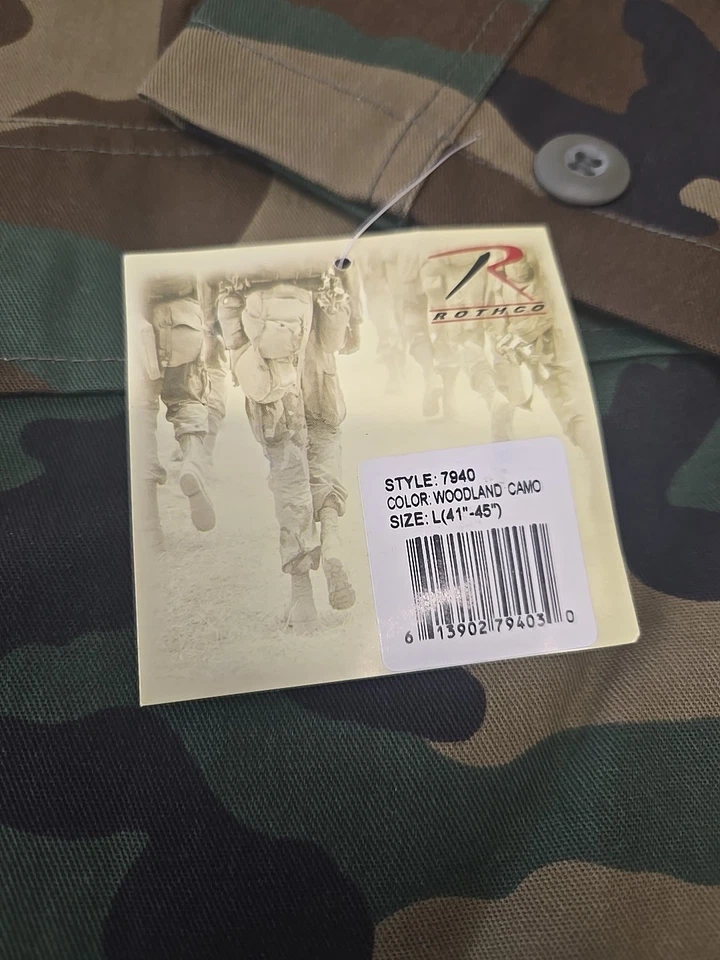 ROTHCO
STYLE: 7940
COLOR: WOODLAND CAMO
SIZE: L(41"-45")
6 13902 79403 0